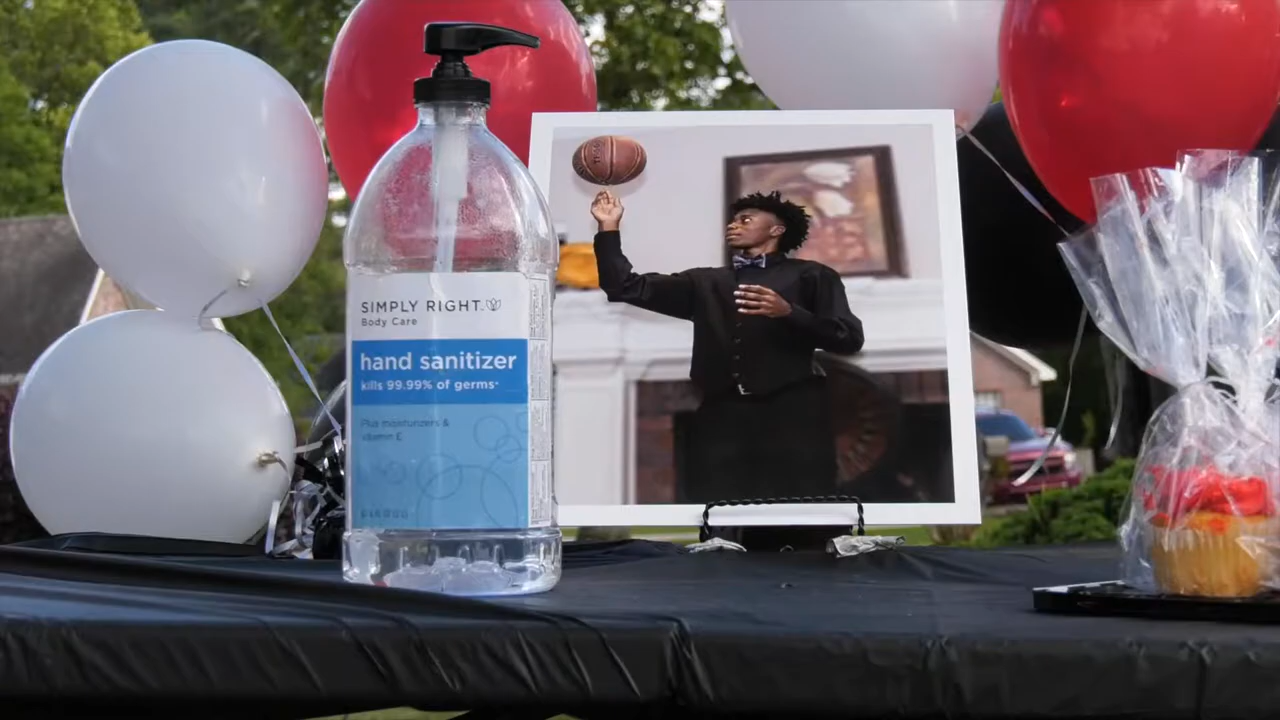 SIMPLY RIGHT
Body Care
hand sanitizer
kills 99.99% of germs*
Plus moisturizers &
vitamin E